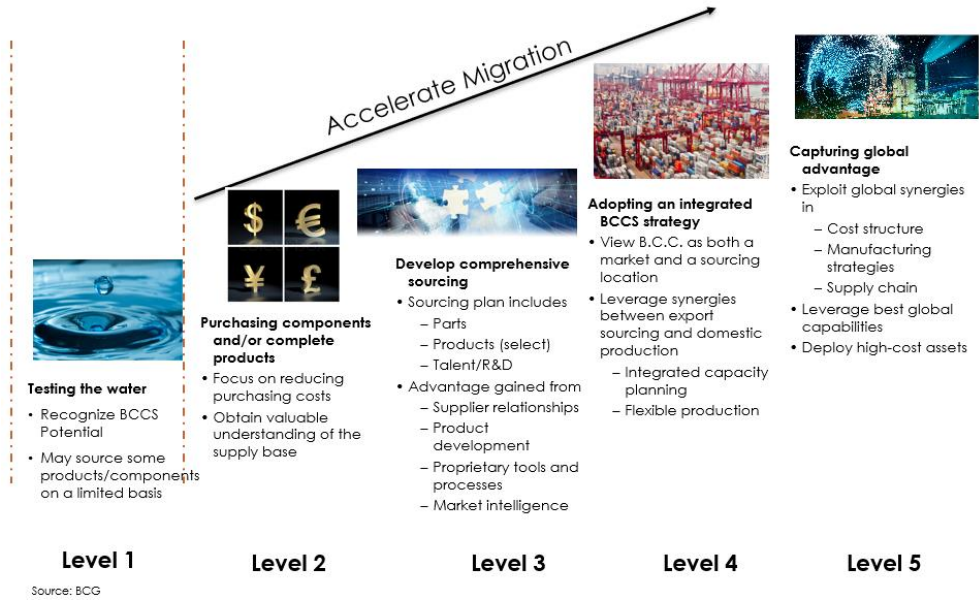 Accelerate Migration
Testing the water
• Recognize BCCS
Potential
• May source some
products/components
on a limited basis
Level 1
$ €
¥ £
Purchasing components
and/or complete
products
• Focus on reducing
purchasing costs
• Obtain valuable
understanding of the
supply base
Level 2
Develop comprehensive
sourcing
• Sourcing plan includes
– Parts
– Products (select)
– Talent/R&D
• Advantage gained from
– Supplier relationships
– Product
development
– Proprietary tools and
processes
– Market intelligence
Level 3
Adopting an integrated
BCCS strategy
• View B.C.C. as both a
market and a sourcing
location
• Leverage synergies
between export
sourcing and domestic
production
– Integrated capacity
planning
– Flexible production
Level 4
Capturing global
advantage
• Exploit global synergies
in
– Cost structure
– Manufacturing
strategies
– Supply chain
• Leverage best global
capabilities
• Deploy high-cost assets
Level 5
Source: BCG